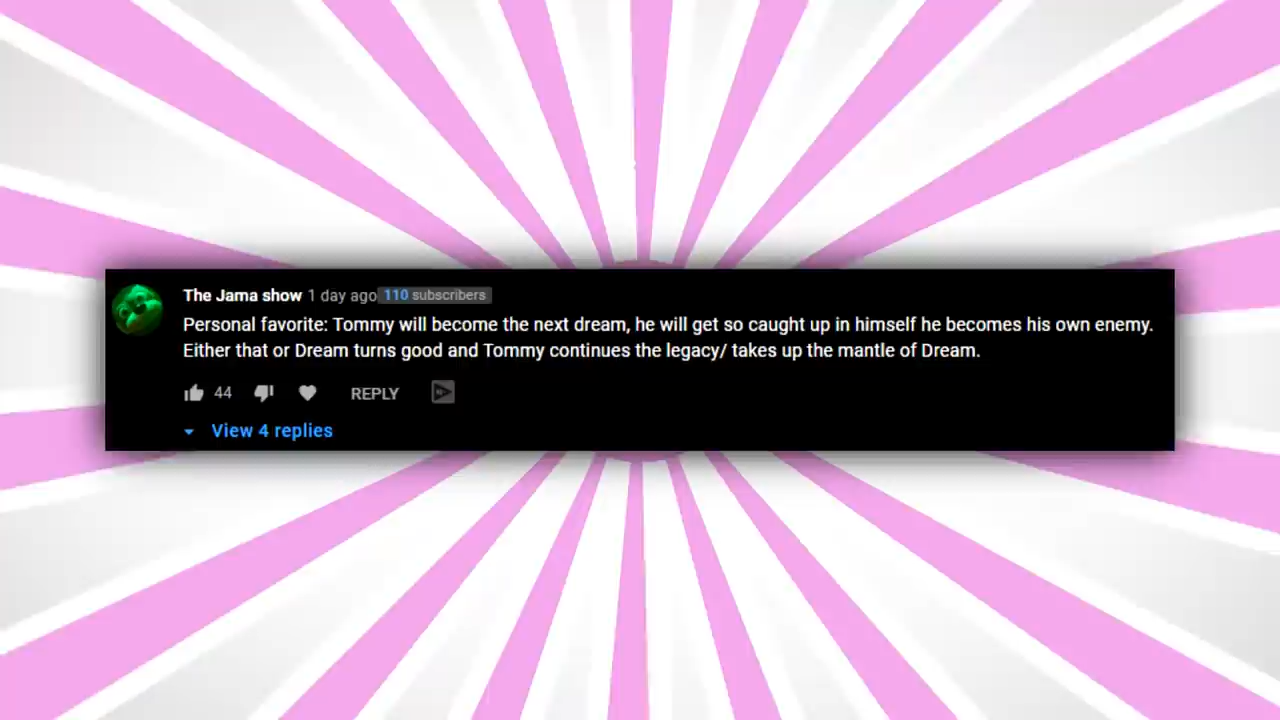 The Jama show 1 day ago 110 subscribers
Personal favorite: Tommy will become the next dream, he will get so caught up in himself he becomes his own enemy.
Either that or Dream turns good and Tommy continues the legacy/ takes up the mantle of Dream.
44 REPLY
View 4 replies